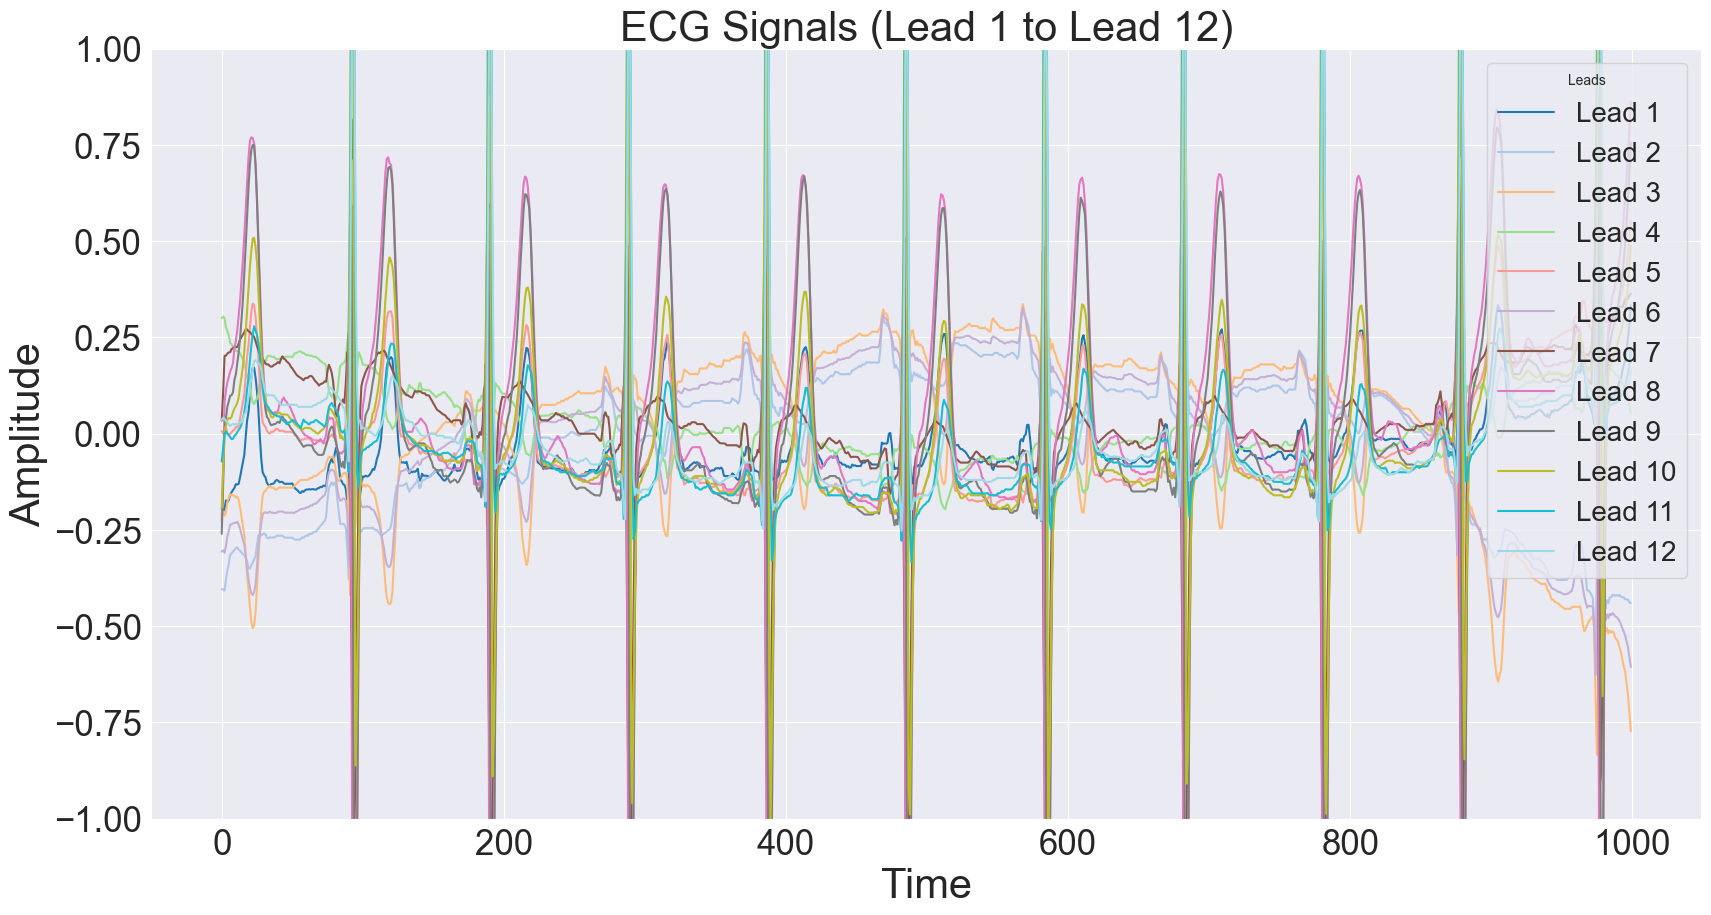 ECG Signals (Lead 1 to Lead 12)
Amplitude
1.00
0.75
0.50
0.25
0.00
−0.25
−0.50
−0.75
−1.00
Leads
Lead 1
Lead 2
Lead 3
Lead 4
Lead 5
Lead 6
Lead 7
Lead 8
Lead 9
Lead 10
Lead 11
Lead 12
0 200 400 600 800 1000
Time